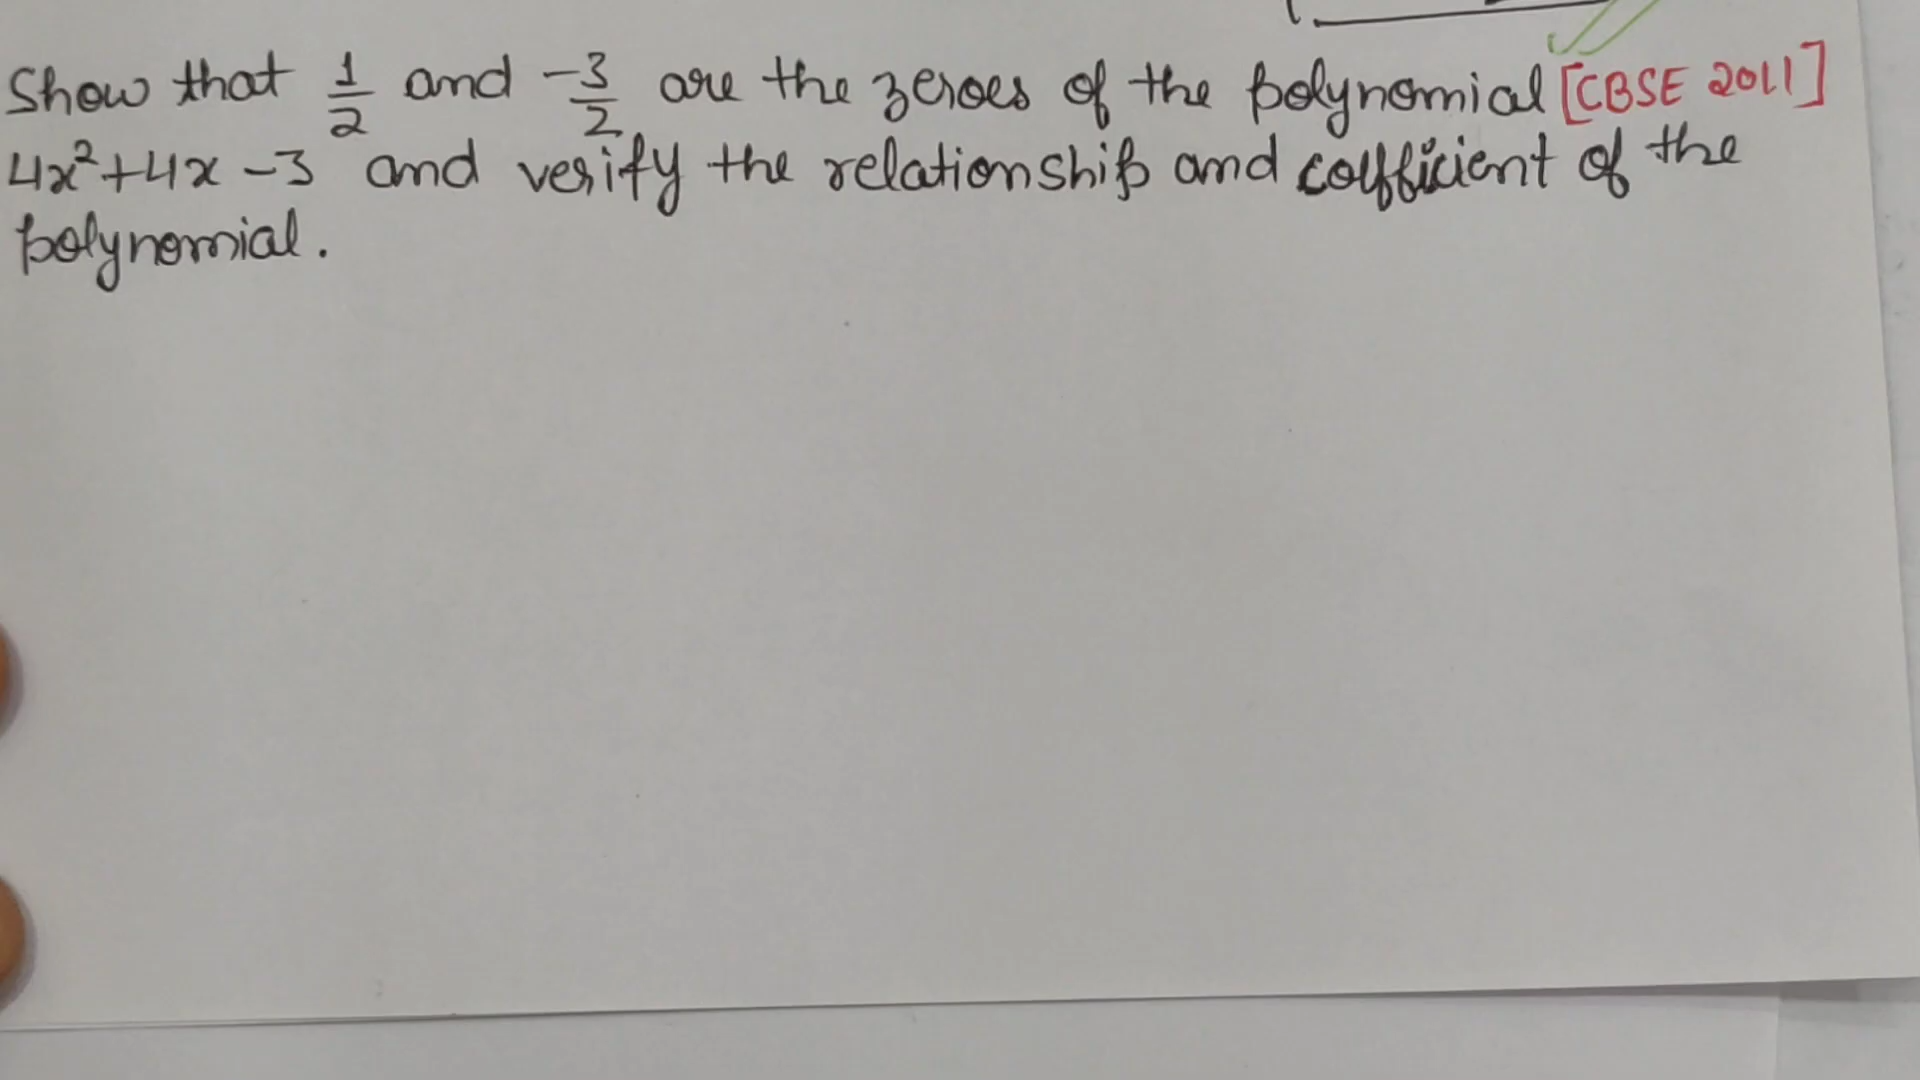 Show that 1/2 and -3/2 are the zeroes of the polynomial [CBSE 2011]
4x²+4x-3 and verify the relationship and cofficient of the
polynomial.